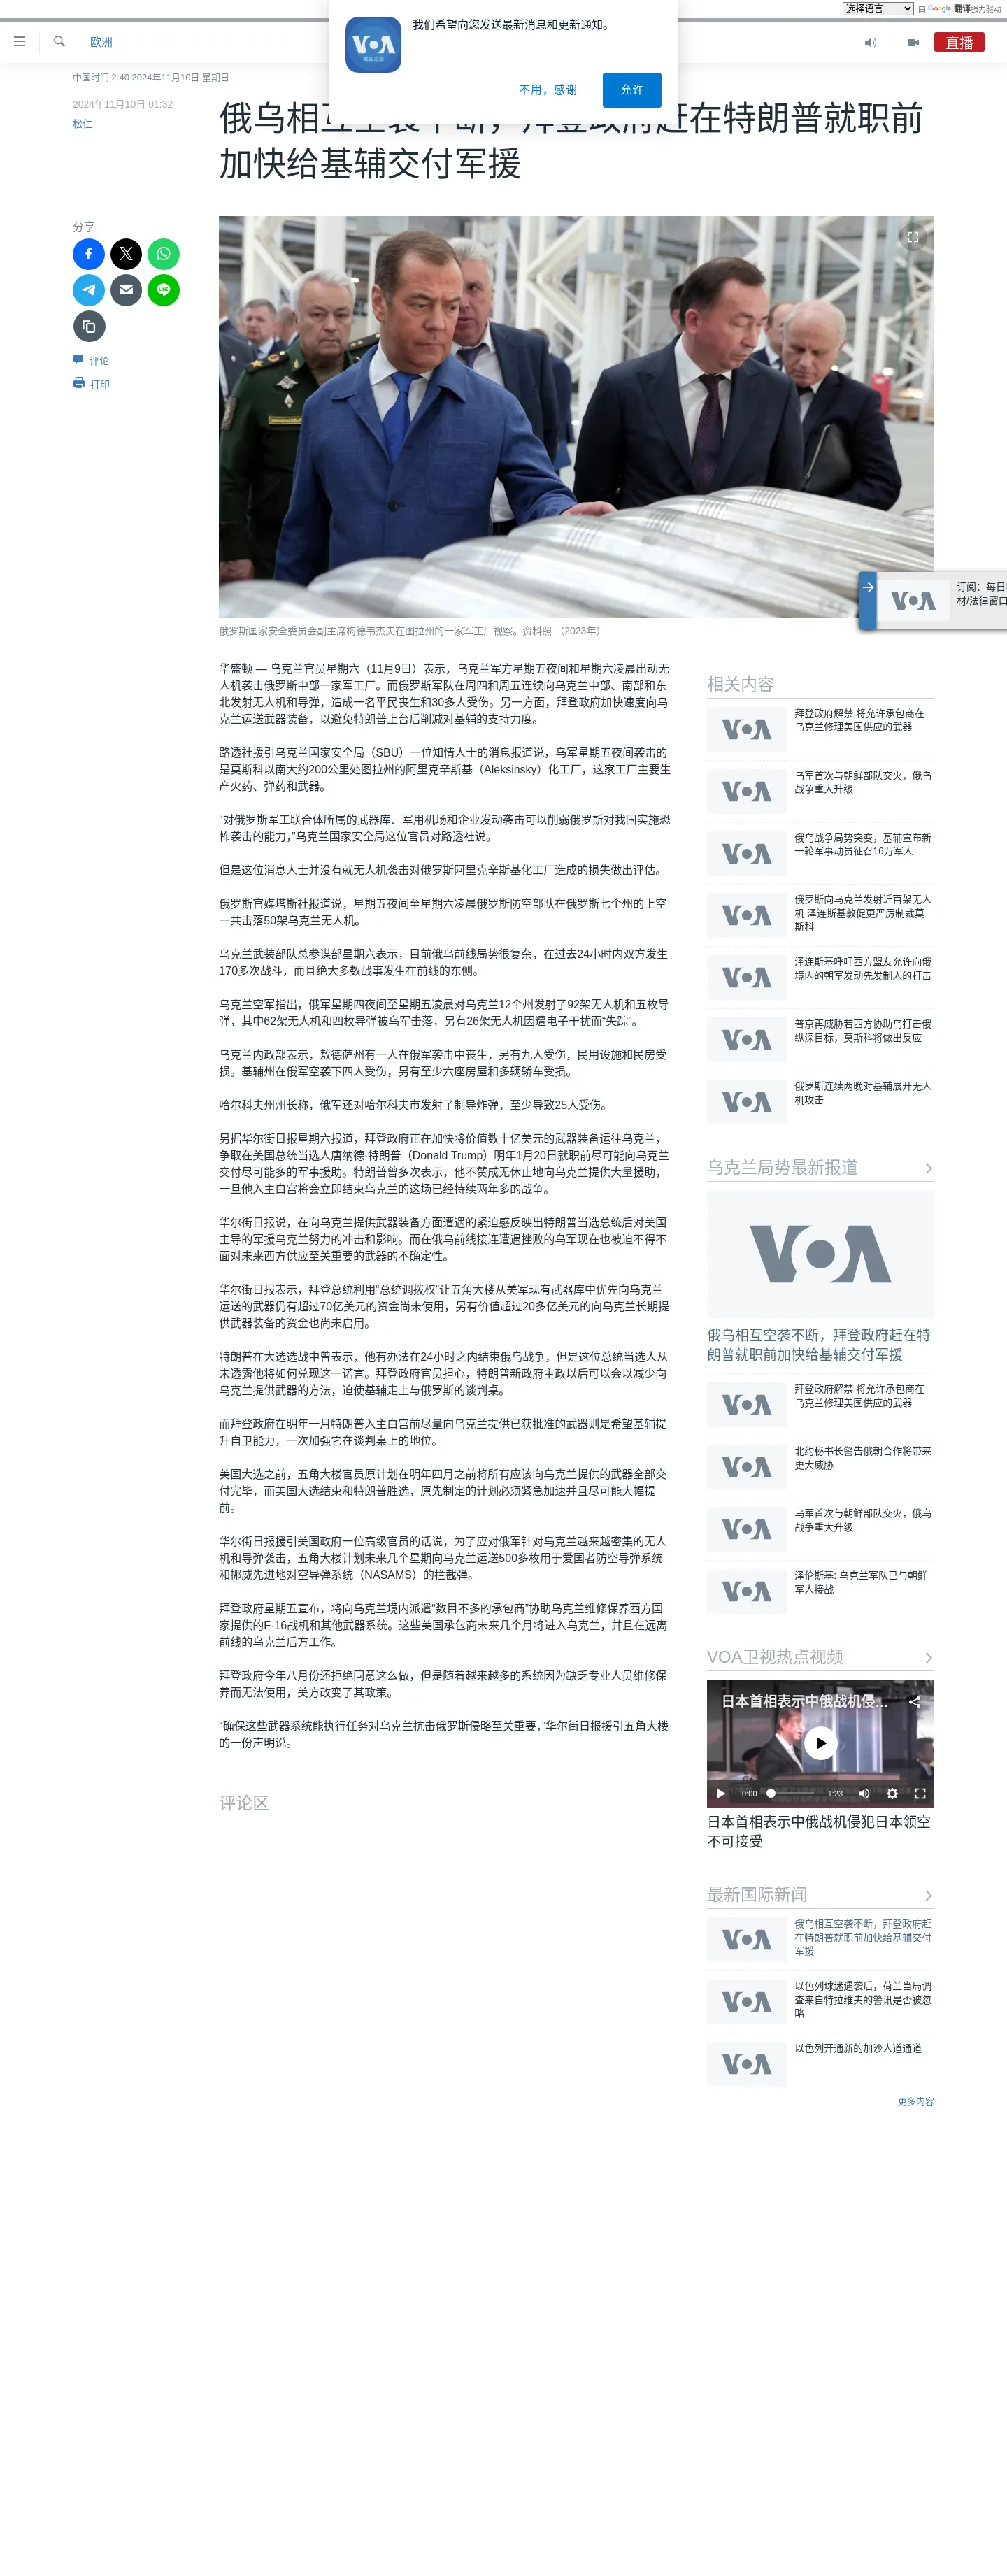 选择语言 由 Google 翻译强力驱动
我们希望向您发送最新消息和更新通知。
VOA
美国之音
不用，感谢
允许
欧洲
直播
中国时间 2:40 2024年11月10日 星期日
2024年11月10日 01:32
松仁
俄乌相互空袭不断，拜登政府赶在特朗普就职前
加快给基辅交付军援
分享
评论
打印
VOA
订阅：每日
材/法律窗口
俄罗斯国家安全委员会副主席梅德韦杰夫在图拉州的一家军工厂视察。资料照 （2023年）
华盛顿 — 乌克兰官员星期六（11月9日）表示，乌克兰军方星期五夜间和星期六凌晨出动无
人机袭击俄罗斯中部一家军工厂。而俄罗斯军队在周四和周五连续向乌克兰中部、南部和东
北发射无人机和导弹，造成一名平民丧生和30多人受伤。另一方面，拜登政府加快速度向乌
克兰运送武器装备，以避免特朗普上台后削减对基辅的支持力度。
路透社援引乌克兰国家安全局（SBU）一位知情人士的消息报道说，乌军星期五夜间袭击的
是莫斯科以南大约200公里处图拉州的阿里克辛斯基（Aleksinsky）化工厂，这家工厂主要生
产火药、弹药和武器。
“对俄罗斯军工联合体所属的武器库、军用机场和企业发动袭击可以削弱俄罗斯对我国实施恐
怖袭击的能力，”乌克兰国家安全局这位官员对路透社说。
但是这位消息人士并没有就无人机袭击对俄罗斯阿里克辛斯基化工厂造成的损失做出评估。
俄罗斯官媒塔斯社报道说，星期五夜间至星期六凌晨俄罗斯防空部队在俄罗斯七个州的上空
一共击落50架乌克兰无人机。
乌克兰武装部队总参谋部星期六表示，目前俄乌前线局势很复杂，在过去24小时内双方发生
170多次战斗，而且绝大多数战事发生在前线的东侧。
乌克兰空军指出，俄军星期四夜间至星期五凌晨对乌克兰12个州发射了92架无人机和五枚导
弹，其中62架无人机和四枚导弹被乌军击落，另有26架无人机因遭电子干扰而“失踪”。
乌克兰内政部表示，敖德萨州有一人在俄军袭击中丧生，另有九人受伤，民用设施和民房受
损。基辅州在俄军空袭下四人受伤，另有至少六座房屋和多辆轿车受损。
哈尔科夫州州长称，俄军还对哈尔科夫市发射了制导炸弹，至少导致25人受伤。
另据华尔街日报星期六报道，拜登政府正在加快将价值数十亿美元的武器装备运往乌克兰，
争取在美国总统当选人唐纳德·特朗普（Donald Trump）明年1月20日就职前尽可能向乌克兰
交付尽可能多的军事援助。特朗普曾多次表示，他不赞成无休止地向乌克兰提供大量援助，
一旦他入主白宫将会立即结束乌克兰的这场已经持续两年多的战争。
华尔街日报说，在向乌克兰提供武器装备方面遭遇的紧迫感反映出特朗普当选总统后对美国
主导的军援乌克兰努力的冲击和影响。而在俄乌前线接连遭遇挫败的乌军现在也被迫不得不
面对未来西方供应至关重要的武器的不确定性。
华尔街日报表示，拜登总统利用“总统调拨权”让五角大楼从美军现有武器库中优先向乌克兰
运送的武器仍有超过70亿美元的资金尚未使用，另有价值超过20多亿美元的向乌克兰长期提
供武器装备的资金也尚未启用。
特朗普在大选选战中曾表示，他有办法在24小时之内结束俄乌战争，但是这位总统当选人从
未透露他将如何兑现这一诺言。拜登政府官员担心，特朗普新政府主政以后可以会以减少向
乌克兰提供武器的方法，迫使基辅走上与俄罗斯的谈判桌。
而拜登政府在明年一月特朗普入主白宫前尽量向乌克兰提供已获批准的武器则是希望基辅提
升自卫能力，一次加强它在谈判桌上的地位。
美国大选之前，五角大楼官员原计划在明年四月之前将所有应该向乌克兰提供的武器全部交
付完毕，而美国大选结束和特朗普胜选，原先制定的计划必须紧急加速并且尽可能大幅提
前。
华尔街日报援引美国政府一位高级官员的话说，为了应对俄军针对乌克兰越来越密集的无人
机和导弹袭击，五角大楼计划未来几个星期向乌克兰运送500多枚用于爱国者防空导弹系统
和挪威先进地对空导弹系统（NASAMS）的拦截弹。
拜登政府星期五宣布，将向乌克兰境内派遣“数目不多的承包商”协助乌克兰维修保养西方国
家提供的F-16战机和其他武器系统。这些美国承包商未来几个月将进入乌克兰，并且在远离
前线的乌克兰后方工作。
拜登政府今年八月份还拒绝同意这么做，但是随着越来越多的系统因为缺乏专业人员维修保
养而无法使用，美方改变了其政策。
“确保这些武器系统能执行任务对乌克兰抗击俄罗斯侵略至关重要，”华尔街日报援引五角大楼
的一份声明说。
评论区
相关内容
VOA
拜登政府解禁 将允许承包商在
乌克兰修理美国供应的武器
VOA
乌军首次与朝鲜部队交火，俄乌
战争重大升级
VOA
俄乌战争局势突变，基辅宣布新
一轮军事动员征召16万军人
VOA
俄罗斯向乌克兰发射近百架无人
机 泽连斯基敦促更严厉制裁莫
斯科
VOA
泽连斯基呼吁西方盟友允许向俄
境内的朝军发动先发制人的打击
VOA
普京再威胁若西方协助乌打击俄
纵深目标，莫斯科将做出反应
VOA
俄罗斯连续两晚对基辅展开无人
机攻击
乌克兰局势最新报道
VOA
俄乌相互空袭不断，拜登政府赶在特
朗普就职前加快给基辅交付军援
VOA
拜登政府解禁 将允许承包商在
乌克兰修理美国供应的武器
VOA
北约秘书长警告俄朝合作将带来
更大威胁
VOA
乌军首次与朝鲜部队交火，俄乌
战争重大升级
VOA
泽伦斯基: 乌克兰军队已与朝鲜
军人接战
VOA卫视热点视频
日本首相表示中俄战机侵...
0:00 1:23
日本首相表示中俄战机侵犯日本领空
不可接受
最新国际新闻
VOA
俄乌相互空袭不断，拜登政府赶
在特朗普就职前加快给基辅交付
军援
VOA
以色列球迷遇袭后，荷兰当局调
查来自特拉维夫的警讯是否被忽
略
VOA
以色列开通新的加沙人道通道
更多内容